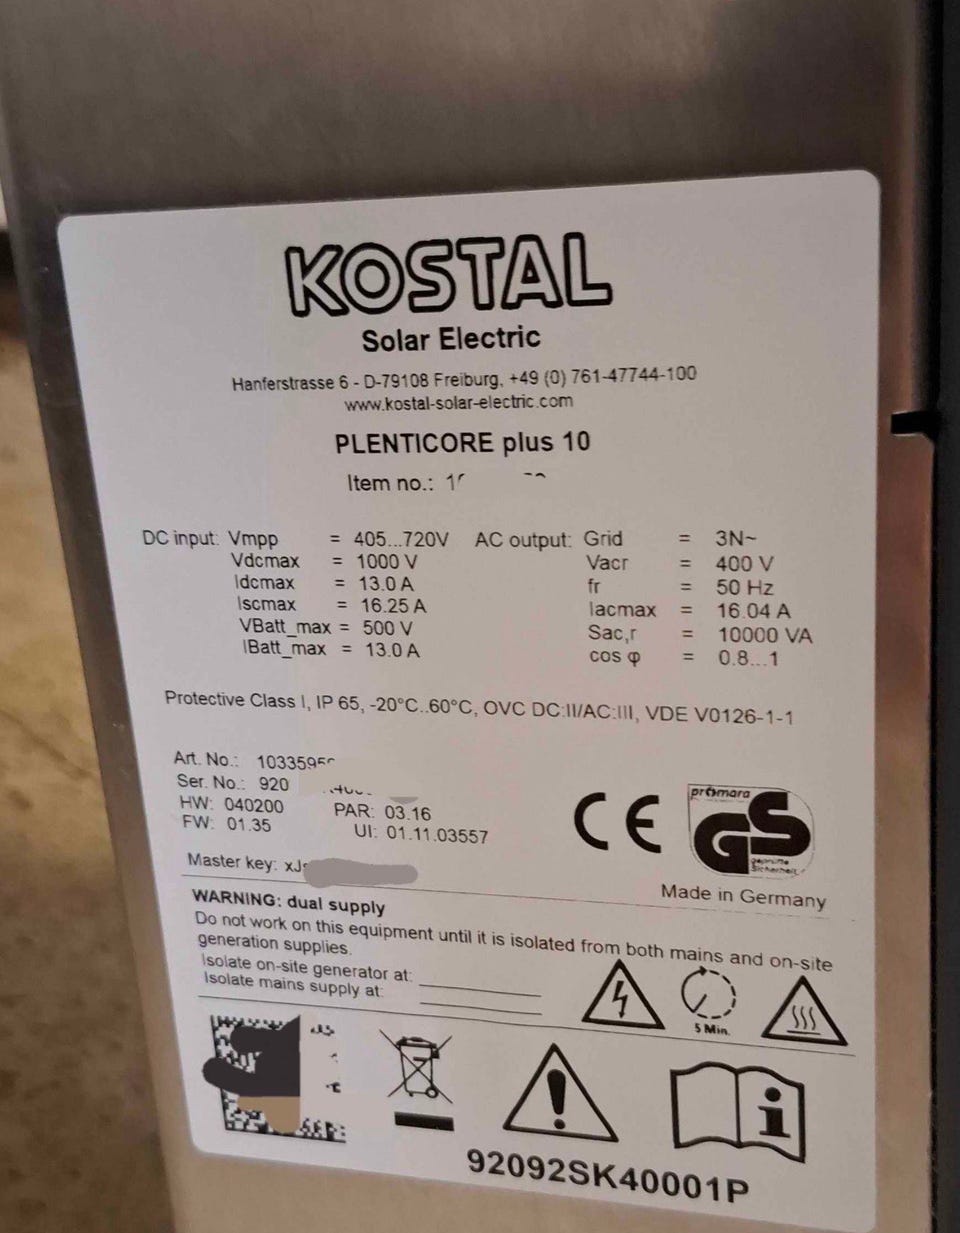 KOSTAL
Solar Electric
Hanferstrasse 6 - D-79108 Freiburg, +49 (0) 761-47744-100
www.kostal-solar-electric.com
PLENTICORE plus 10
Item no.:
DC input: Vmpp = 405...720V AC output: Grid = 3N~
Vdcmax = 1000 V Vacr = 400 V
Idcmax = 13.0 A fr = 50 Hz
Iscmax = 16.25 A Iacmax = 16.04 A
VBatt_max = 500 V Sac,r = 10000 VA
IBatt_max = 13.0 A cos φ = 0.8...1
Protective Class I, IP 65, -20°C..60°C, OVC DC:II/AC:III, VDE V0126-1-1
Art. No.: 1033595
Ser. No.: 920
HW: 040200 PAR: 03.16
FW: 01.35 UI: 01.11.03557
CE
primara
GS
geprüfte
Sicherheit
Master key:
Made in Germany
WARNING: dual supply
Do not work on this equipment until it is isolated from both mains and on-site
generation supplies.
Isolate on-site generator at:
Isolate mains supply at:
5 Min.
92092SK40001P